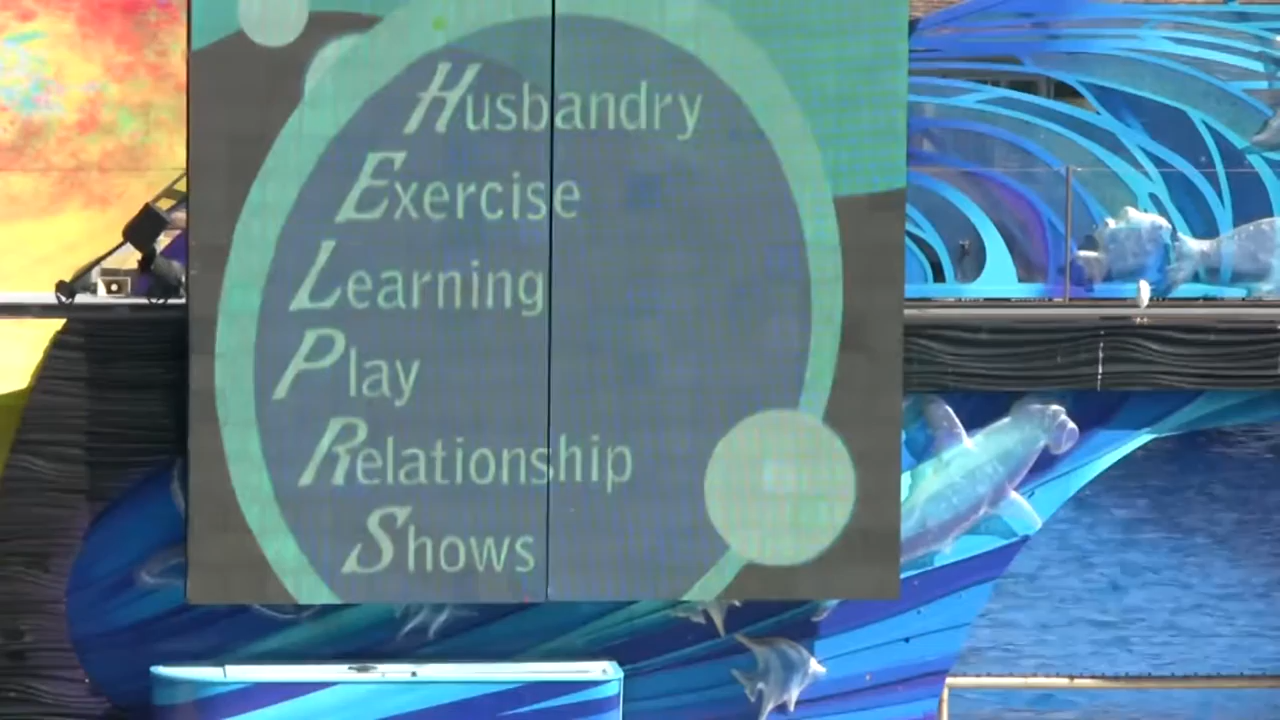 Husbandry
Exercise
Learning
Play
Relationship
Shows